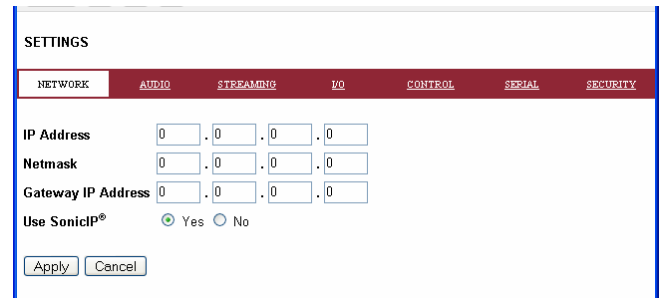 SETTINGS
NETWORK AUDIO STREAMING I/O CONTROL SERIAL SECURITY
IP Address 0 . 0 . 0 . 0
Netmask 0 . 0 . 0 . 0
Gateway IP Address 0 . 0 . 0 . 0
Use SonicIP® Yes No
Apply Cancel